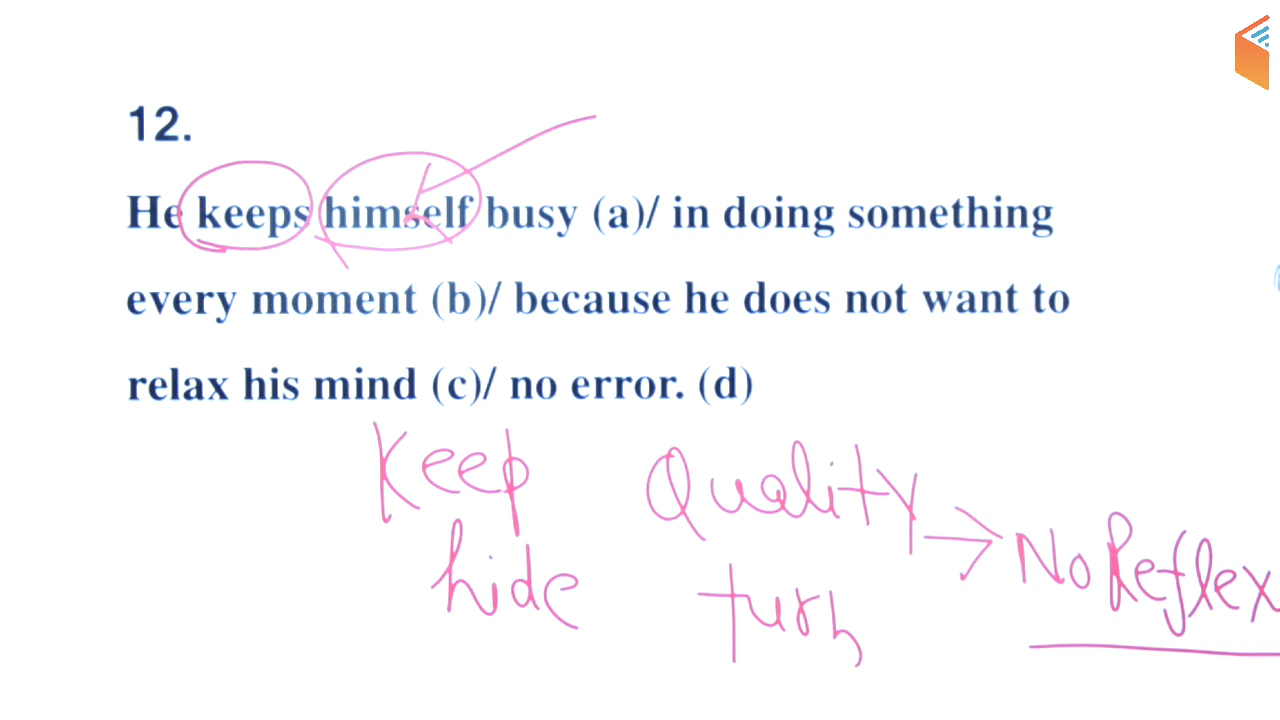 12.
He keeps himself busy (a)/ in doing something
every moment (b)/ because he does not want to
relax his mind (c)/ no error. (d)
Keep Quality → No Reflex
hide turn